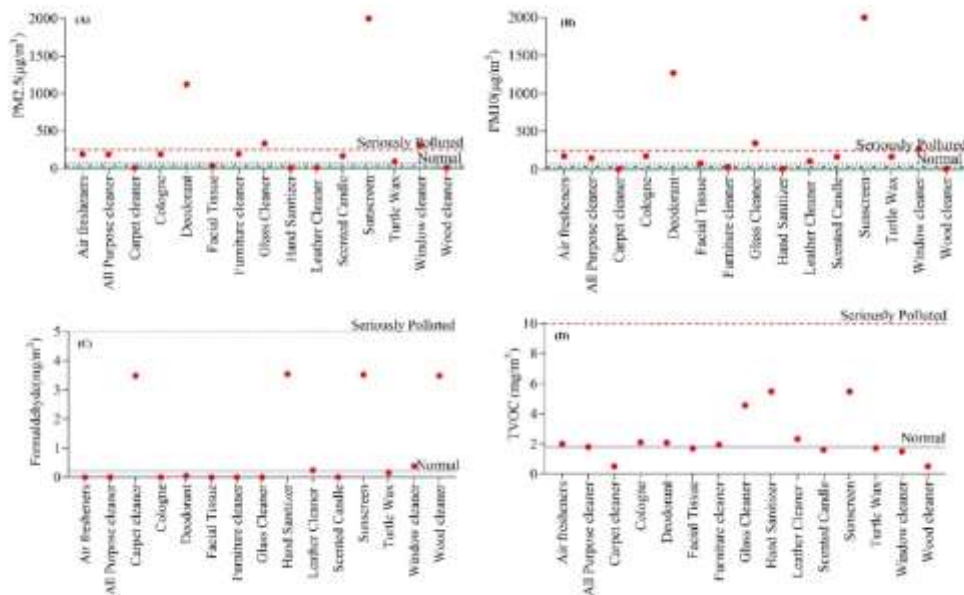 (A)
PM2.5(μg/m³)
2000
1500
1000
500
0
Seriously Polluted
Normal
Air fresheners
All Purpose cleaner
Carpet cleaner
Cologne
Deodorant
Facial Tissue
Furniture cleaner
Glass Cleaner
Hand Sanitizer
Leather Cleaner
Scented Candle
Sunscreen
Turtle Wax
Window cleaner
Wood cleaner
(B)
PM10(μg/m³)
2000
1500
1000
500
0
Seriously Polluted
Normal
Air fresheners
All Purpose cleaner
Carpet cleaner
Cologne
Deodorant
Facial Tissue
Furniture cleaner
Glass Cleaner
Hand Sanitizer
Leather Cleaner
Scented Candle
Sunscreen
Turtle Wax
Window cleaner
Wood cleaner
(C)
Formaldehyde(mg/m³)
5
4
3
2
1
0
Seriously Polluted
Normal
Air fresheners
All Purpose cleaner
Carpet cleaner
Cologne
Deodorant
Facial Tissue
Furniture cleaner
Glass Cleaner
Hand Sanitizer
Leather Cleaner
Scented Candle
Sunscreen
Turtle Wax
Window cleaner
Wood cleaner
(D)
TVOC (mg/m³)
10
8
6
4
2
0
Seriously Polluted
Normal
Air fresheners
All Purpose cleaner
Carpet cleaner
Cologne
Deodorant
Facial Tissue
Furniture cleaner
Glass Cleaner
Hand Sanitizer
Leather Cleaner
Scented Candle
Sunscreen
Turtle Wax
Window cleaner
Wood cleaner